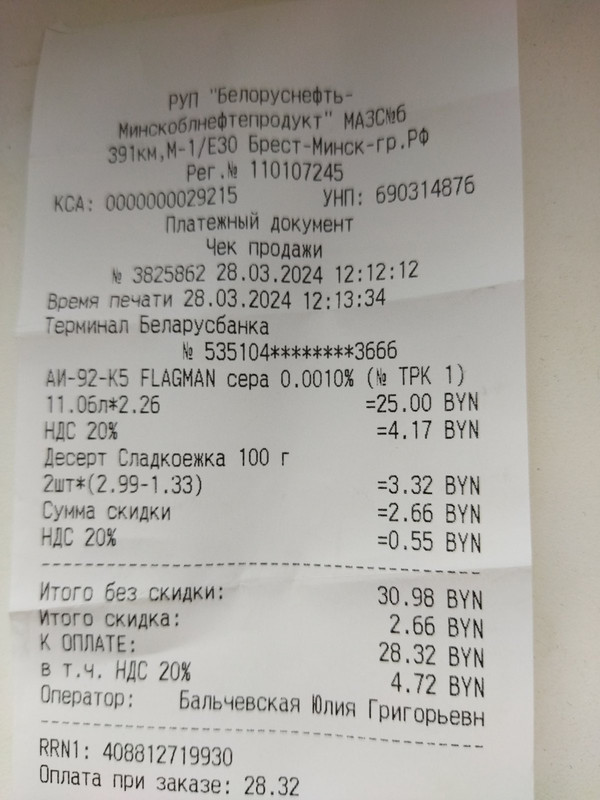 РУП "Белоруснефть-
Минскоблнефтепродукт" МАЗС№6
391км,М-1/Е30 Брест-Минск-гр.РФ
Рег.№ 110107245
КСА: 0000000029215 УНП: 690314876
Платежный документ
Чек продажи
№ 3825862 28.03.2024 12:12:12
Время печати 28.03.2024 12:13:34
Терминал Беларусбанка
№ 535104********3666
АИ-92-К5 FLAGMAN сера 0.0010% (№ ТРК 1)
11.06л*2.26 =25.00 BYN
НДС 20% =4.17 BYN
Десерт Сладкоежка 100 г
2шт*(2.99-1.33) =3.32 BYN
Сумма скидки =2.66 BYN
НДС 20% =0.55 BYN
Итого без скидки: 30.98 BYN
Итого скидка: 2.66 BYN
К ОПЛАТЕ: 28.32 BYN
в т.ч. НДС 20% 4.72 BYN
Оператор: Бальчевская Юлия Григорьевн
RRN1: 408812719930
Оплата при заказе: 28.32